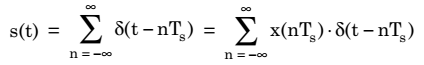 s(t) = ∑_{n = −∞}^{∞} δ(t − nT_s) = ∑_{n = −∞}^{∞} x(nT_s) · δ(t − nT_s)